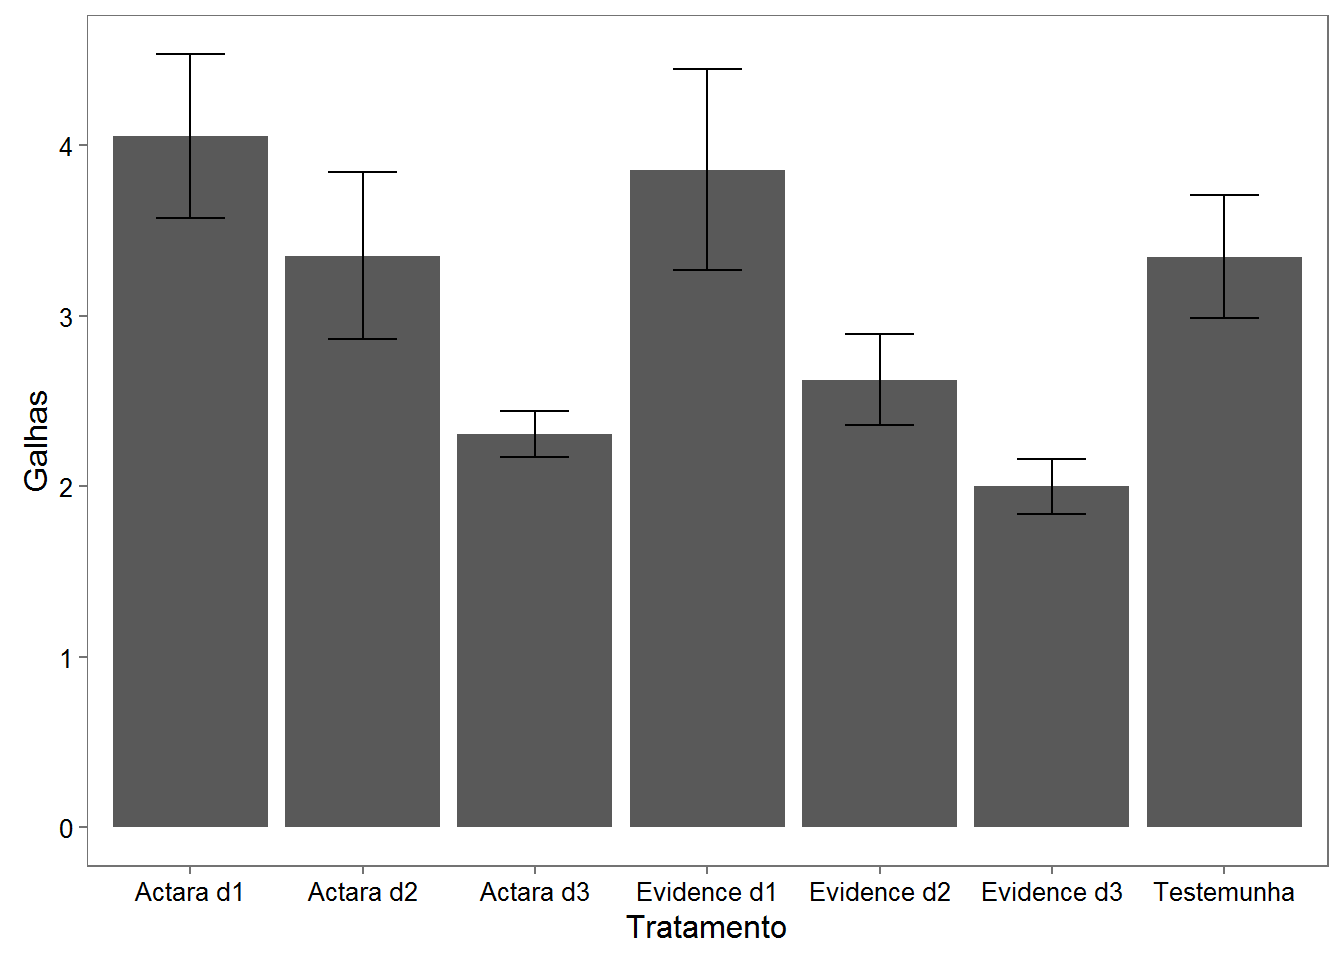 Galhas
4
3
2
1
0
Actara d1 Actara d2 Actara d3 Evidence d1 Evidence d2 Evidence d3 Testemunha
Tratamento